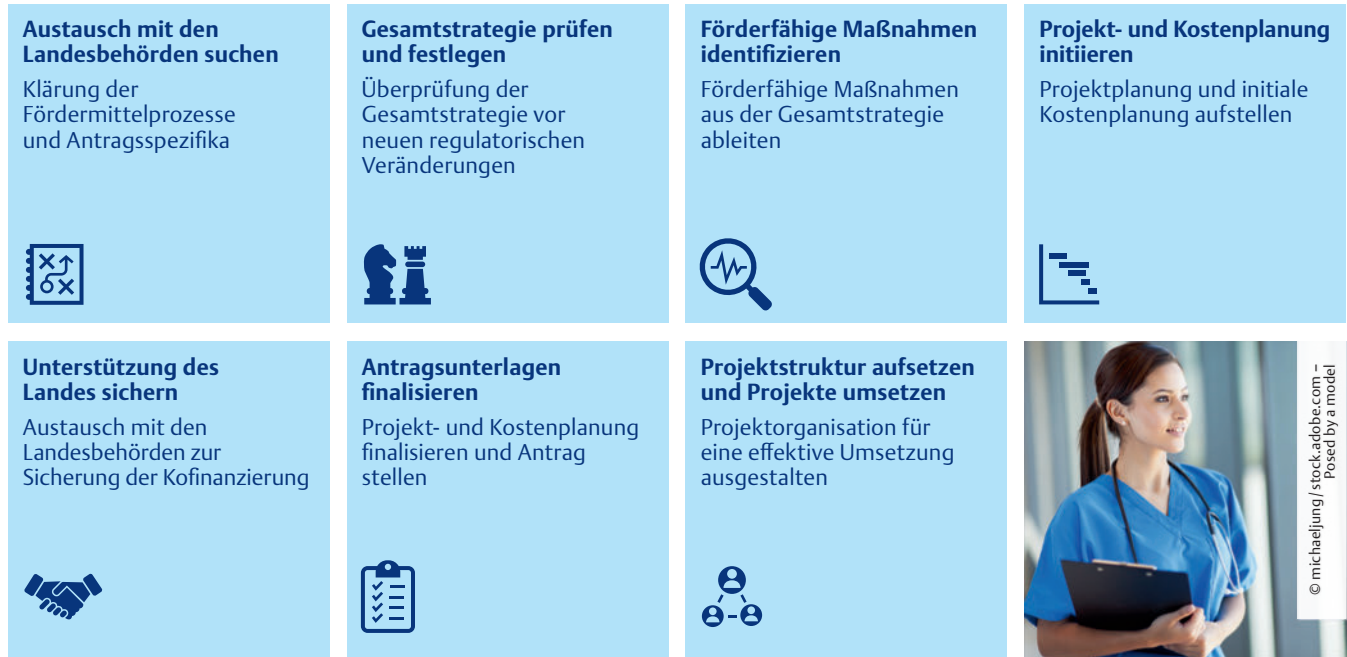 Austausch mit den
Landesbehörden suchen
Klärung der
Fördermittelprozesse
und Antragsspezifika
Gesamtstrategie prüfen
und festlegen
Überprüfung der
Gesamtstrategie vor
neuen regulatorischen
Veränderungen
Förderfähige Maßnahmen
identifizieren
Förderfähige Maßnahmen
aus der Gesamtstrategie
ableiten
Projekt- und Kostenplanung
initiieren
Projektplanung und initiale
Kostenplanung aufstellen
Unterstützung des
Landes sichern
Austausch mit den
Landesbehörden zur
Sicherung der Kofinanzierung
Antragsunterlagen
finalisieren
Projekt- und Kostenplanung
finalisieren und Antrag
stellen
Projektstruktur aufsetzen
und Projekte umsetzen
Projektorganisation für
eine effektive Umsetzung
ausgestalten
© michaeljung/stock.adobe.com –
Posed by a model